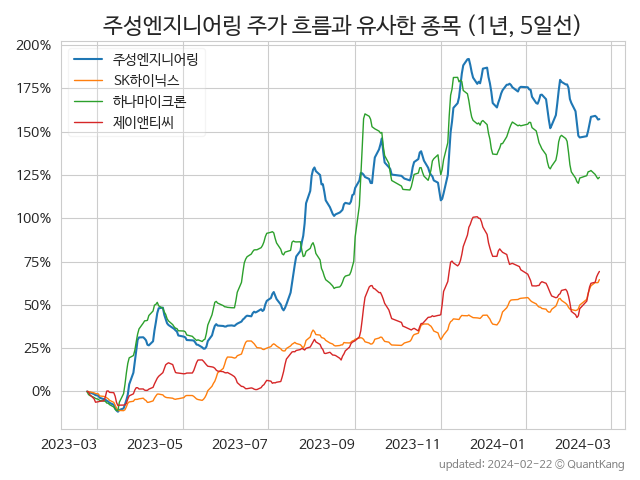 주성엔지니어링 주가 흐름과 유사한 종목 (1년, 5일선)
200%
175%
150%
125%
100%
75%
50%
25%
0%
주성엔지니어링
SK하이닉스
하나마이크론
제이앤티씨
2023-03
2023-05
2023-07
2023-09
2023-11
2024-01
2024-03
updated: 2024-02-22 © QuantKang